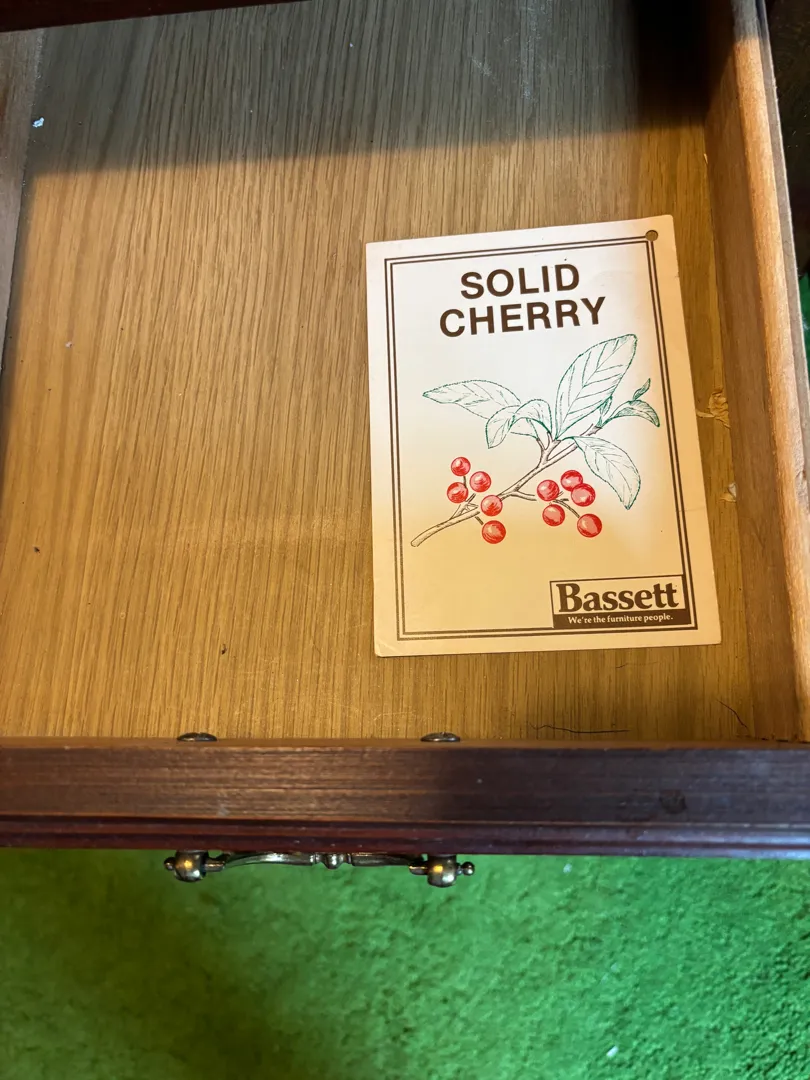 SOLID
CHERRY
Bassett
We're the furniture people.